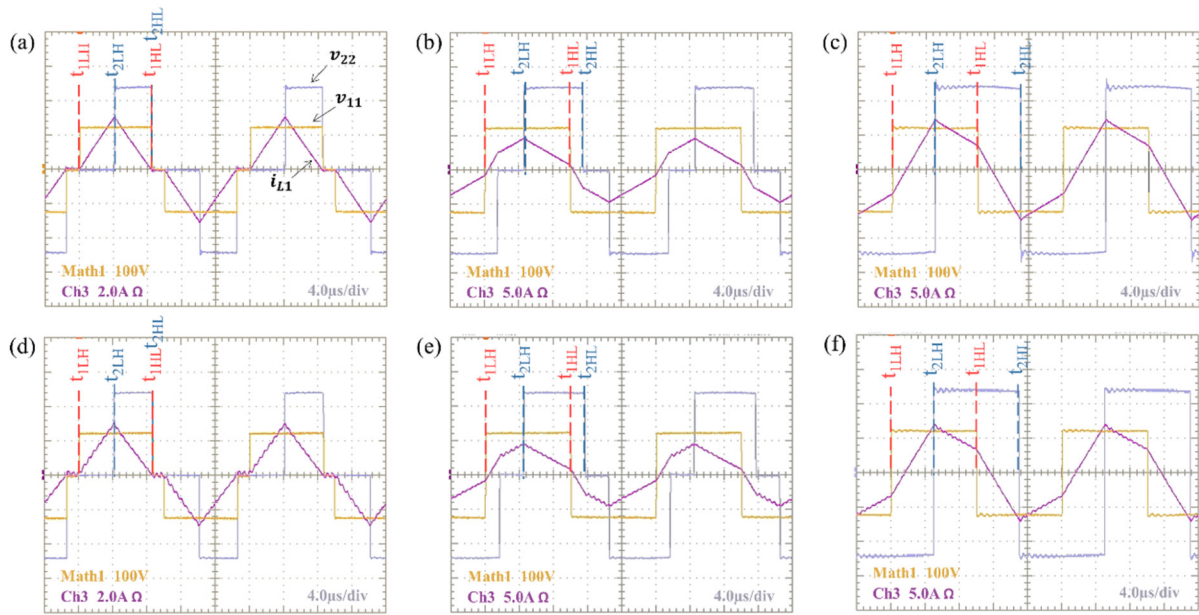 (a)
t1LH
t2LH
t1HL
t2HL
v22
v11
iL1
Math1 100V
Ch3 2.0A Ω
4.0µs/div
(b)
t1LH
t2LH
t1HL
t2HL
Math1 100V
Ch3 5.0A Ω
4.0µs/div
(c)
t1LH
t2LH
t1HL
t2HL
Math1 100V
Ch3 5.0A Ω
4.0µs/div
(d)
t1LH
t2LH
t1HL
t2HL
Math1 100V
Ch3 2.0A Ω
4.0µs/div
(e)
t1LH
t2LH
t1HL
t2HL
Math1 100V
Ch3 5.0A Ω
4.0µs/div
(f)
t1LH
t2LH
t1HL
t2HL
Math1 100V
Ch3 5.0A Ω
4.0µs/div